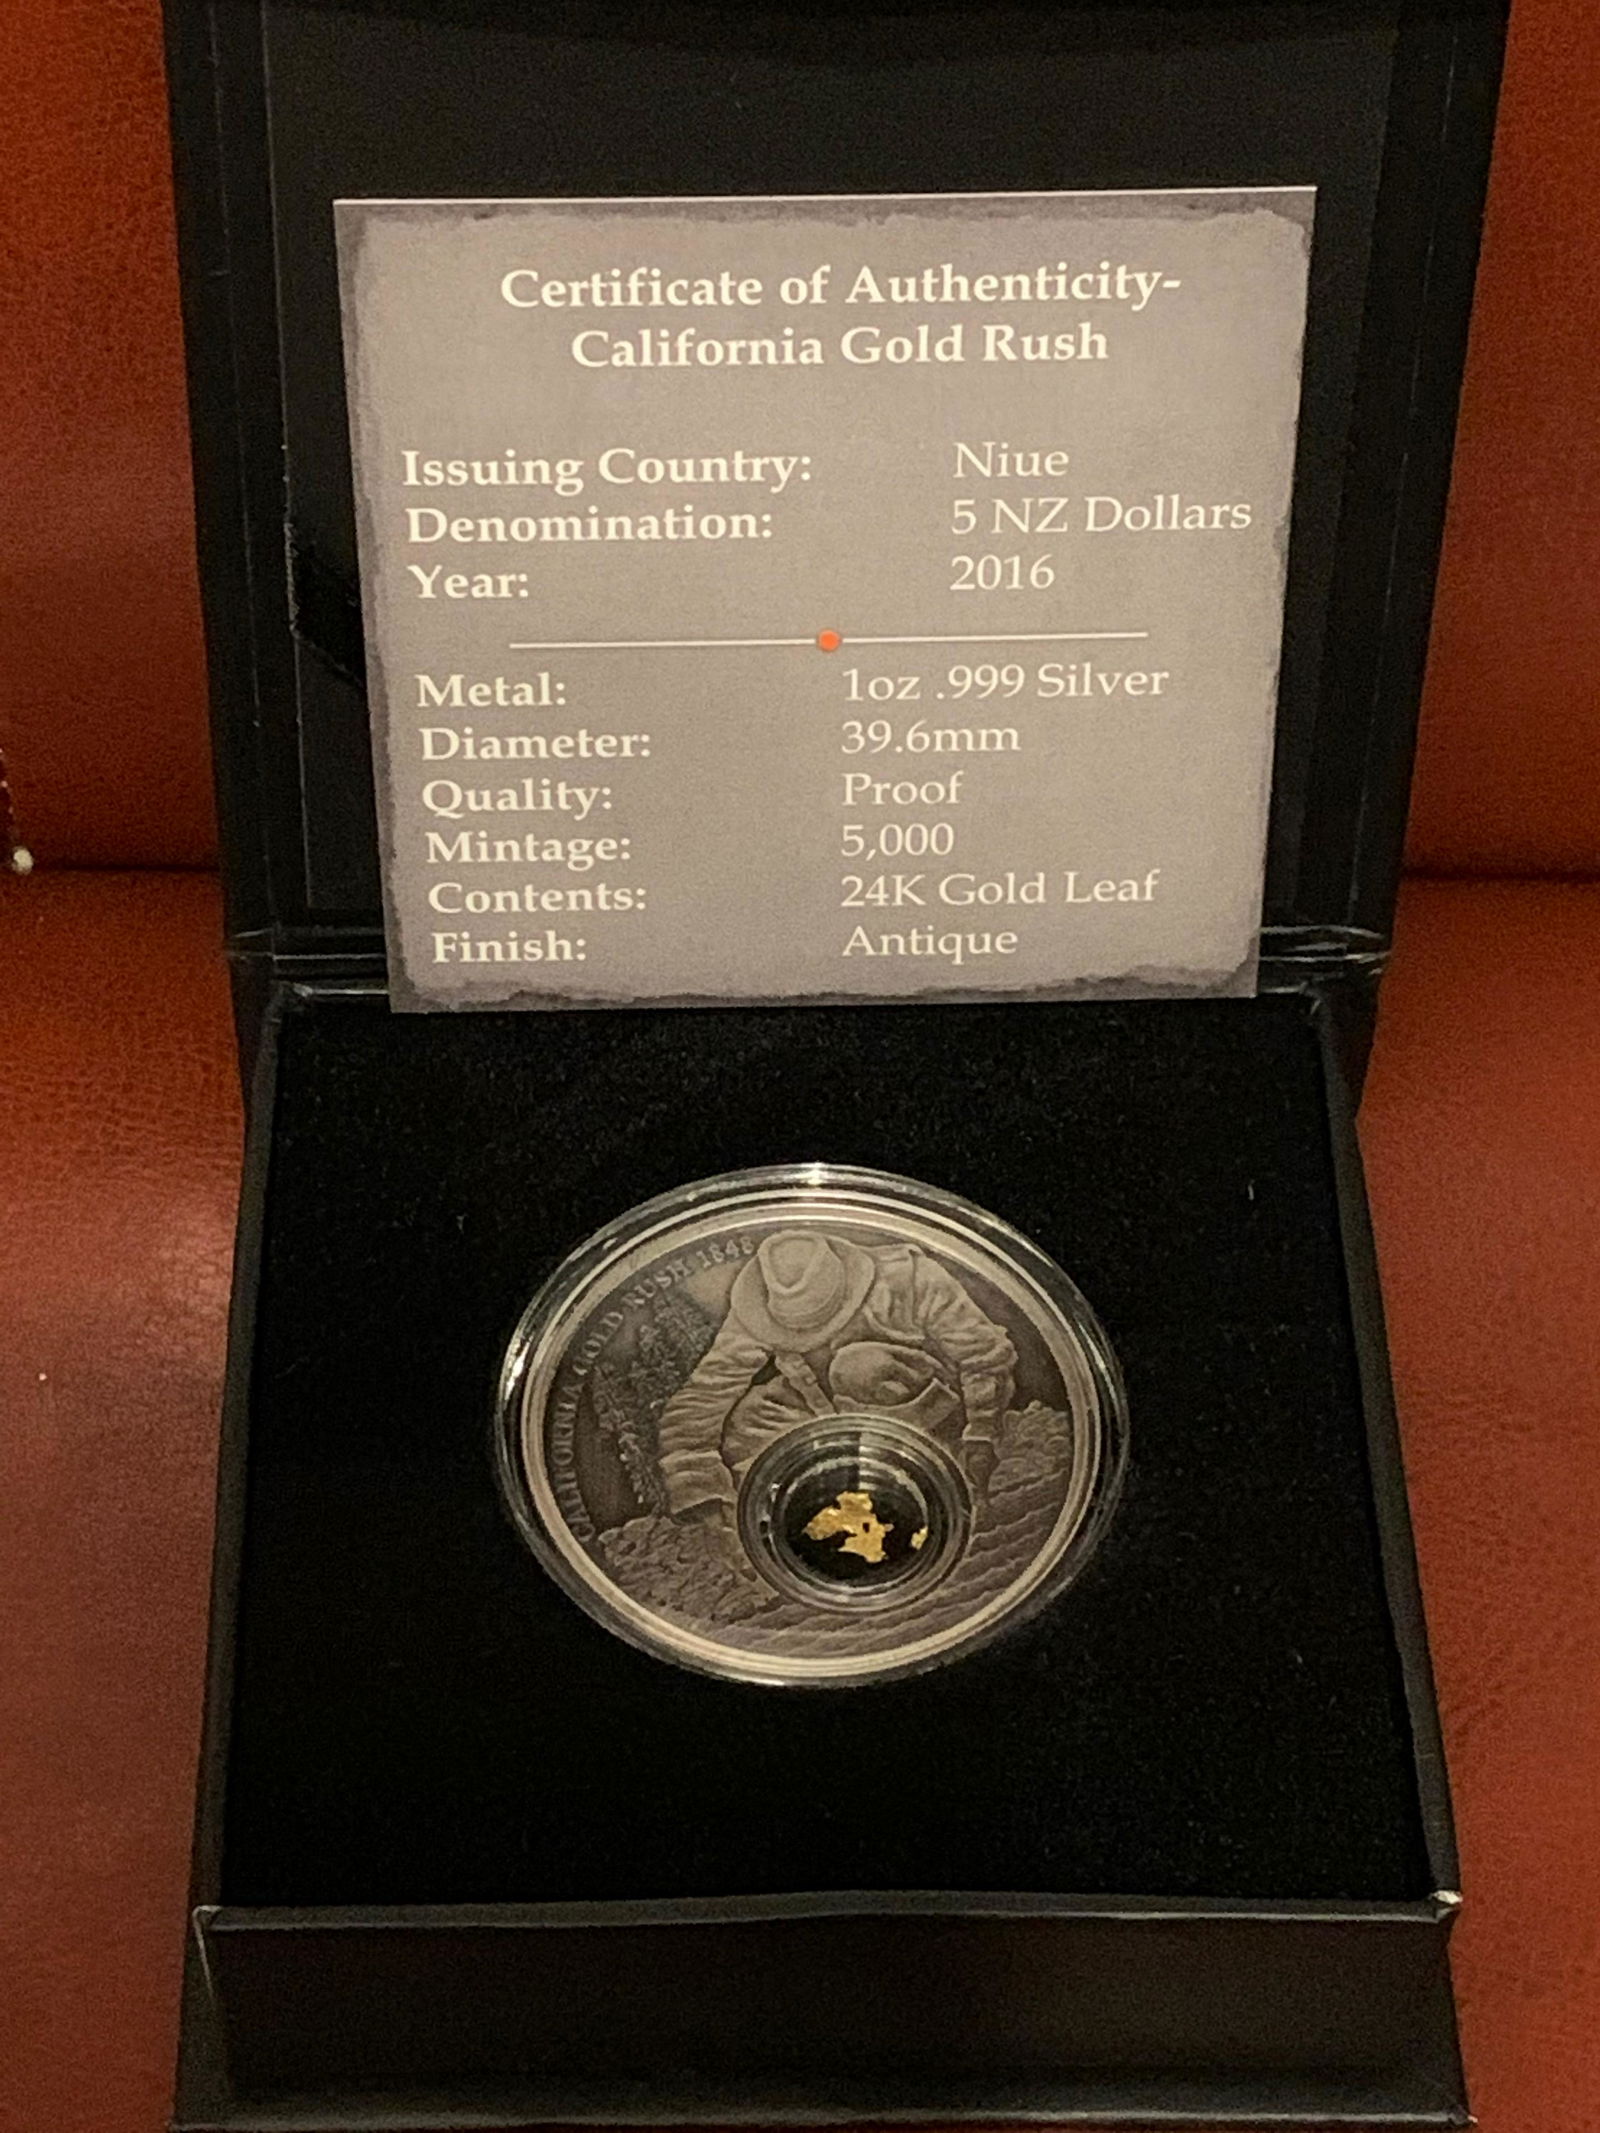 Certificate of Authenticity-
California Gold Rush
Issuing Country: Niue
Denomination: 5 NZ Dollars
Year: 2016
Metal: 1oz .999 Silver
Diameter: 39.6mm
Quality: Proof
Mintage: 5,000
Contents: 24K Gold Leaf
Finish: Antique
CALIFORNIA GOLD RUSH 1848